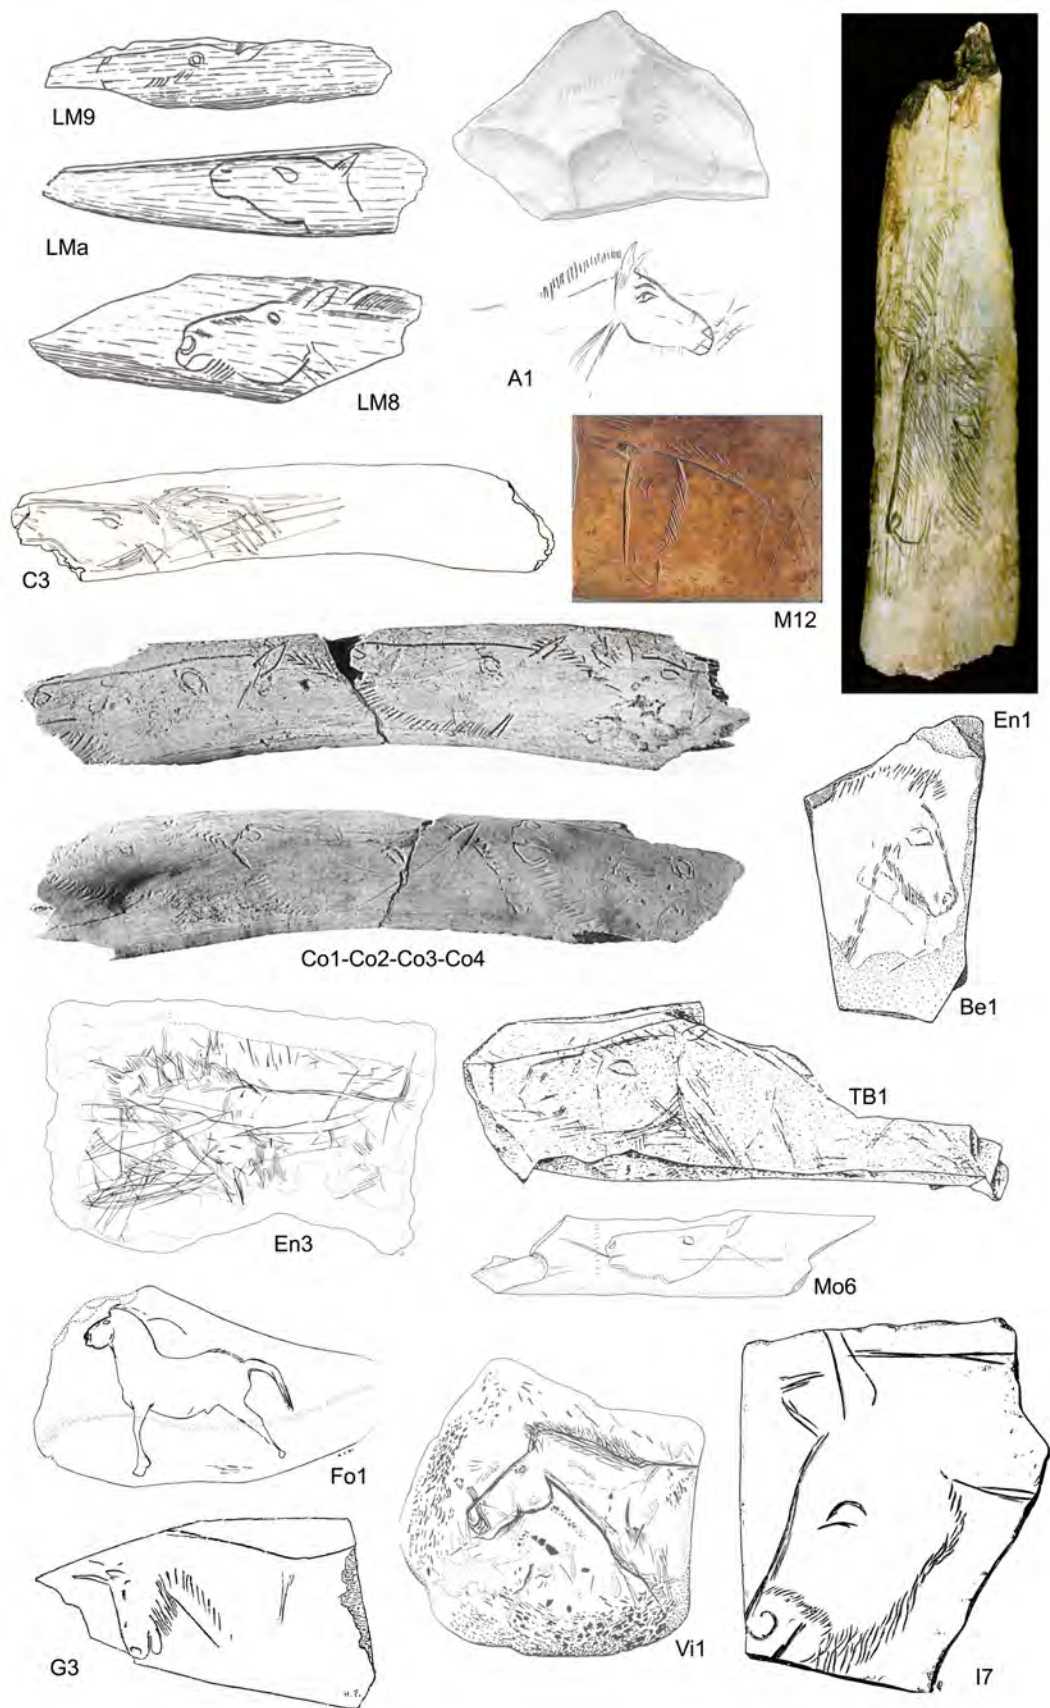 LM9
LMa
LM8
A1
C3
M12
En1
Co1-Co2-Co3-Co4
Be1
TB1
En3
Mo6
Fo1
Vi1
G3
I7